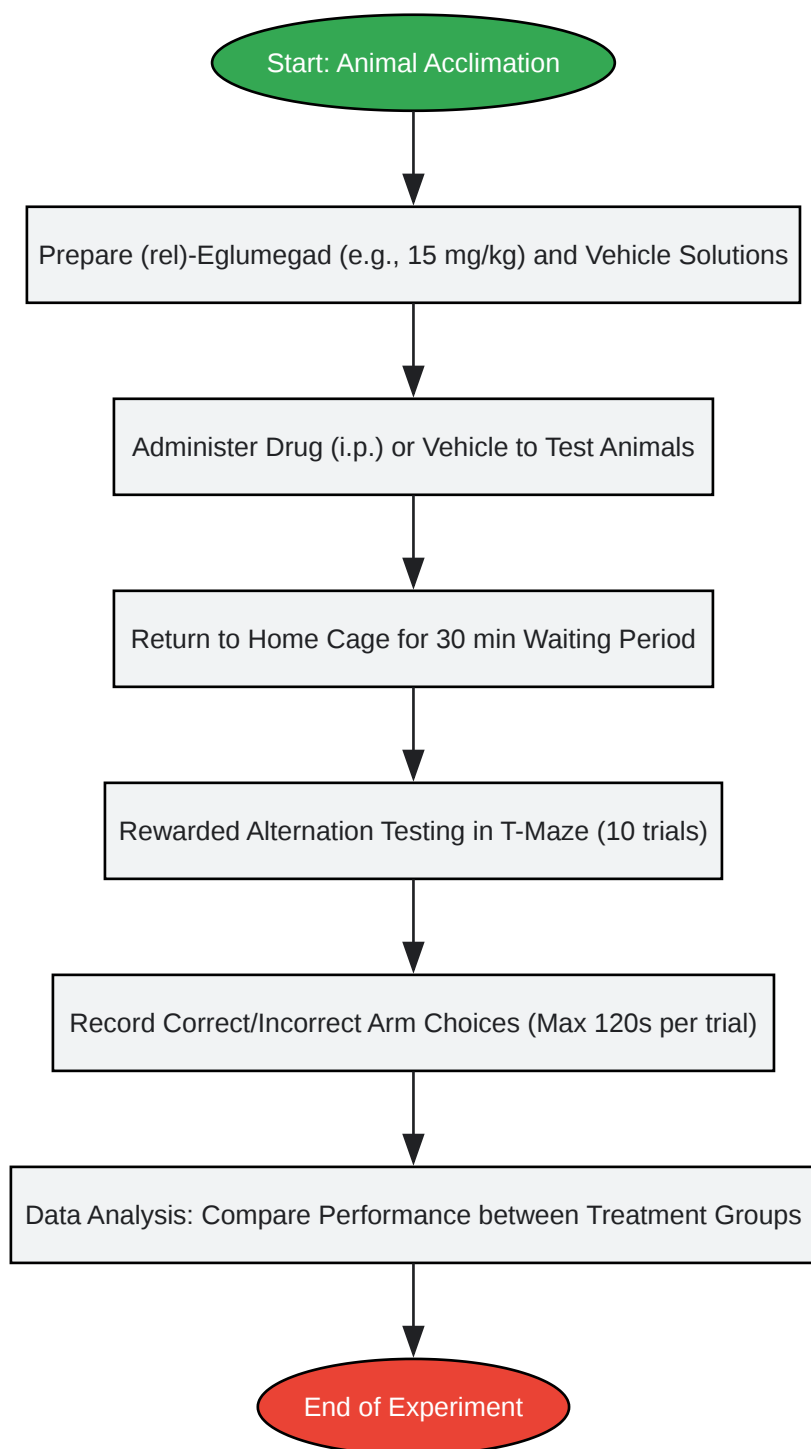 Start: Animal Acclimation
Prepare (rel)-Eglumegad (e.g., 15 mg/kg) and Vehicle Solutions
Administer Drug (i.p.) or Vehicle to Test Animals
Return to Home Cage for 30 min Waiting Period
Rewarded Alternation Testing in T-Maze (10 trials)
Record Correct/Incorrect Arm Choices (Max 120s per trial)
Data Analysis: Compare Performance between Treatment Groups
End of Experiment